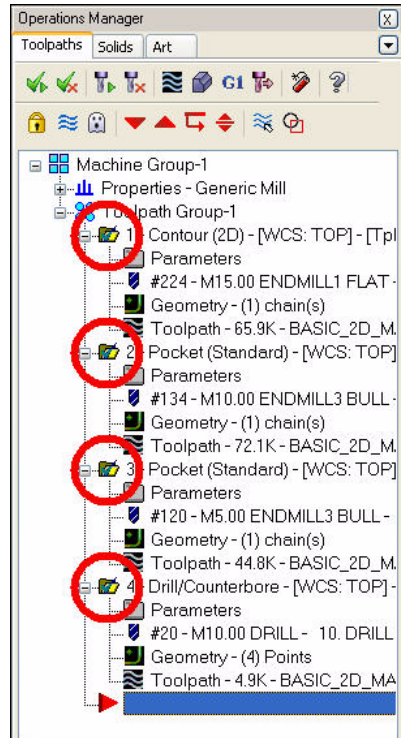 Operations Manager
Toolpaths Solids Art
G1
Machine Group-1
Properties - Generic Mill
Toolpath Group-1
1 - Contour (2D) - [WCS: TOP] - [Tpl
Parameters
#224 - M15.00 ENDMILL1 FLAT -
Geometry - (1) chain(s)
Toolpath - 65.9K - BASIC_2D_M
2 - Pocket (Standard) - [WCS: TOP]
Parameters
#134 - M10.00 ENDMILL3 BULL -
Geometry - (1) chain(s)
Toolpath - 72.1K - BASIC_2D_M
3 - Pocket (Standard) - [WCS: TOP]
Parameters
#120 - M5.00 ENDMILL3 BULL -
Geometry - (1) chain(s)
Toolpath - 44.8K - BASIC_2D_M
4 - Drill/Counterbore - [WCS: TOP] -
Parameters
#20 - M10.00 DRILL - 10. DRILL
Geometry - (4) Points
Toolpath - 4.9K - BASIC_2D_MA